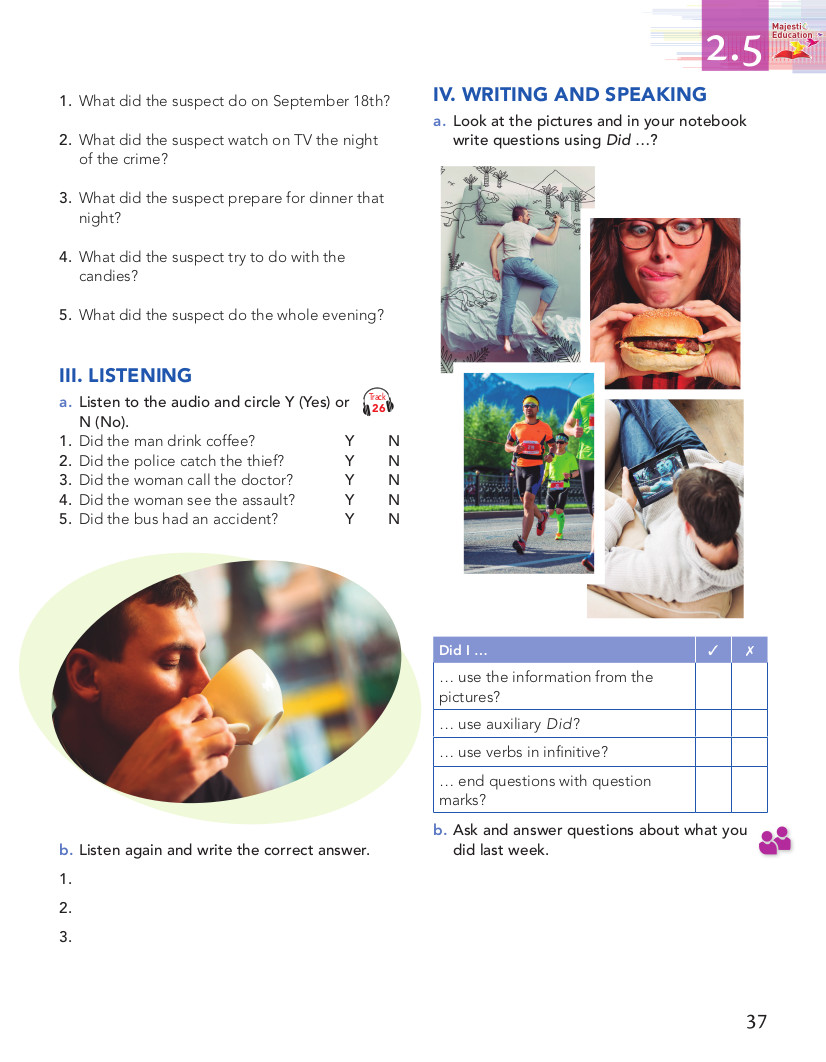 2.5
Majesti
Education
1. What did the suspect do on September 18th?
2. What did the suspect watch on TV the night
of the crime?
3. What did the suspect prepare for dinner that
night?
4. What did the suspect try to do with the
candies?
5. What did the suspect do the whole evening?
III. LISTENING
a. Listen to the audio and circle Y (Yes) or
N (No).
Track
26
1. Did the man drink coffee? Y N
2. Did the police catch the thief? Y N
3. Did the woman call the doctor? Y N
4. Did the woman see the assault? Y N
5. Did the bus had an accident? Y N
b. Listen again and write the correct answer.
1.
2.
3.
IV. WRITING AND SPEAKING
a. Look at the pictures and in your notebook
write questions using Did …?
Did I … ✓ ✗
… use the information from the
pictures?
… use auxiliary Did?
… use verbs in infinitive?
… end questions with question
marks?
b. Ask and answer questions about what you
did last week.
37